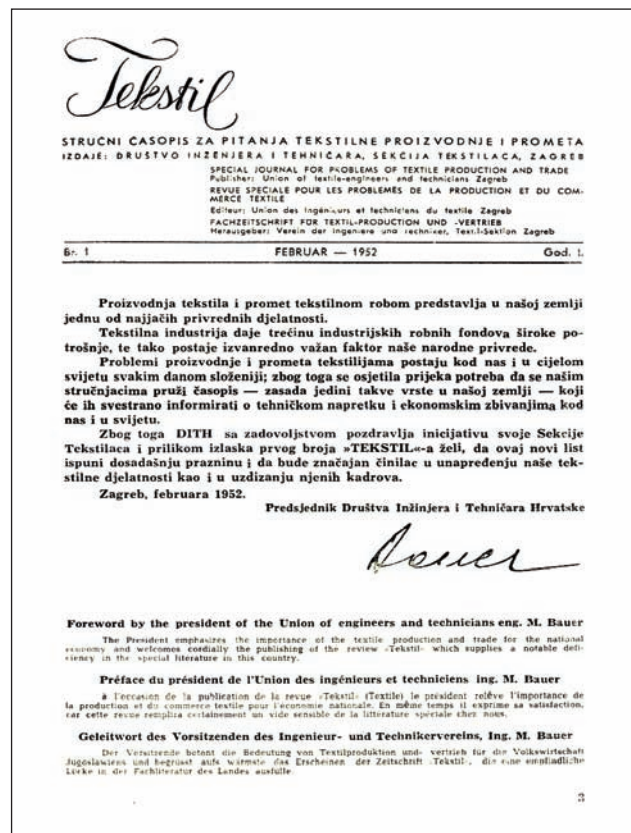 Tekstil
STRUČNI ČASOPIS ZA PITANJA TEKSTILNE PROIZVODNJE I PROMETA
IZDAJE: DRUŠTVO INŽENJERA I TEHNIČARA, SEKCIJA TEKSTILACA, ZAGREB
SPECIAL JOURNAL FOR PROBLEMS OF TEXTILE PRODUCTION AND TRADE
Publisher: Union of textile-engineers and technicians Zagreb
REVUE SPECIALE POUR LES PROBLEMÈS DE LA PRODUCTION ET DU COM-
MERCE TEXTILE
Editeur: Union des ingénieurs et techniciens du textile Zagreb
FACHZEITSCHRIFT FÜR TEXTIL-PRODUCTION UND -VERTRIEB
Herausgeber: Verein der Ingeniere und Techniker, Text.l-Sektion Zagreb
Br. 1 FEBRUAR — 1952 God. I.
Proizvodnja tekstila i promet tekstilnom robom predstavlja u našoj zemlji
jednu od najjačih privrednih djelatnosti.
Tekstilna industrija daje trećinu industrijskih robnih fondova široke po-
trošnje, te tako postaje izvanredno važan faktor naše narodne privrede.
Problemi proizvodnje i prometa tekstilijama postaju kod nas i u cijelom
svijetu svakim danom složeniji; zbog toga se osjetila prijeka potreba da se našim
stručnjacima pruži časopis — zasada jedini takve vrste u našoj zemlji — koji
će ih svestrano informirati o tehničkom napretku i ekonomskim zbivanjima kod
nas i u svijetu.
Zbog toga DITH sa zadovoljstvom pozdravlja inicijativu svoje Sekcije
Tekstilaca i prilikom izlaska prvog broja »TEKSTIL«-a želi, da ovaj novi list
ispuni dosadašnju prazninu i da bude značajan činilac u unapređenju naše tek-
stilne djelatnosti kao i u uzdizanju njenih kadrova.
Zagreb, februara 1952.
Predsjednik Društva Inžinjera i Tehničara Hrvatske
Bauer
Foreword by the president of the Union of engineers and technicians eng. M. Bauer
The President emphasizes the importance of the textile production and trade for the national
economy and welcomes cordially the publishing of the review »Tekstil« which supplies a notable defi-
ciency in the special literature in this country.
Préface du président de l'Union des ingénieurs et techniciens ing. M. Bauer
à l'occasion de la publication de la revue »Tekstil« (Textile) le président relève l'importance de
la production et du commerce textile pour l'économie nationale. En même temps il exprime sa satisfaction,
car cette revue remplira certainement un vide sensible de la littérature spéciale chez nous.
Geleitwort des Vorsitzenden des Ingenieur- und Technikervereins, Ing. M. Bauer
Der Vorsitzende betont die Bedeutung von Textilproduktion und- vertrieb für die Volkswirtschaft
Jugoslawiens und begrüsst aufs wärmste das Erscheinen der Zeitschrift »Tekstil«, die eine empfindliche
Lücke in der Fachliteratur des Landes ausfülle.
3